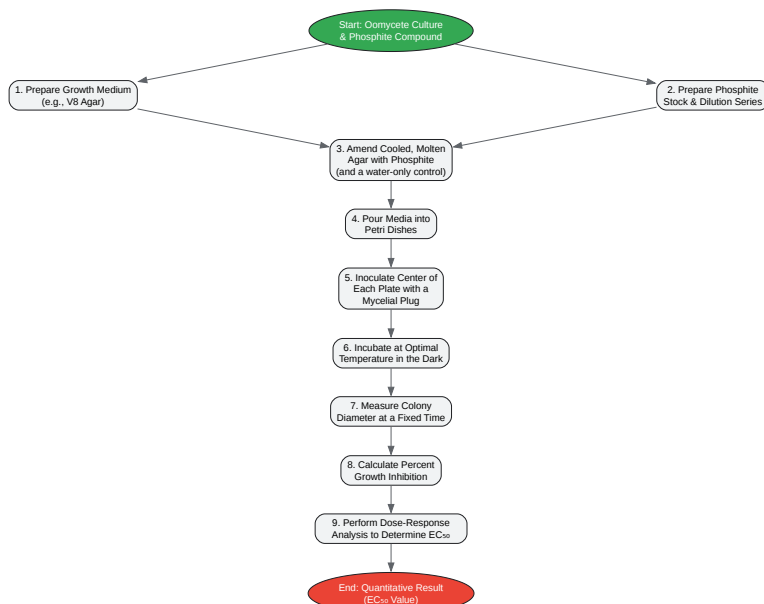 Start: Oomycete Culture
& Phosphite Compound
1. Prepare Growth Medium
(e.g., V8 Agar)
2. Prepare Phosphite
Stock & Dilution Series
3. Amend Cooled, Molten
Agar with Phosphite
(and a water-only control)
4. Pour Media into
Petri Dishes
5. Inoculate Center of
Each Plate with a
Mycelial Plug
6. Incubate at Optimal
Temperature in the Dark
7. Measure Colony
Diameter at a Fixed Time
8. Calculate Percent
Growth Inhibition
9. Perform Dose-Response
Analysis to Determine EC₅₀
End: Quantitative Result
(EC₅₀ Value)